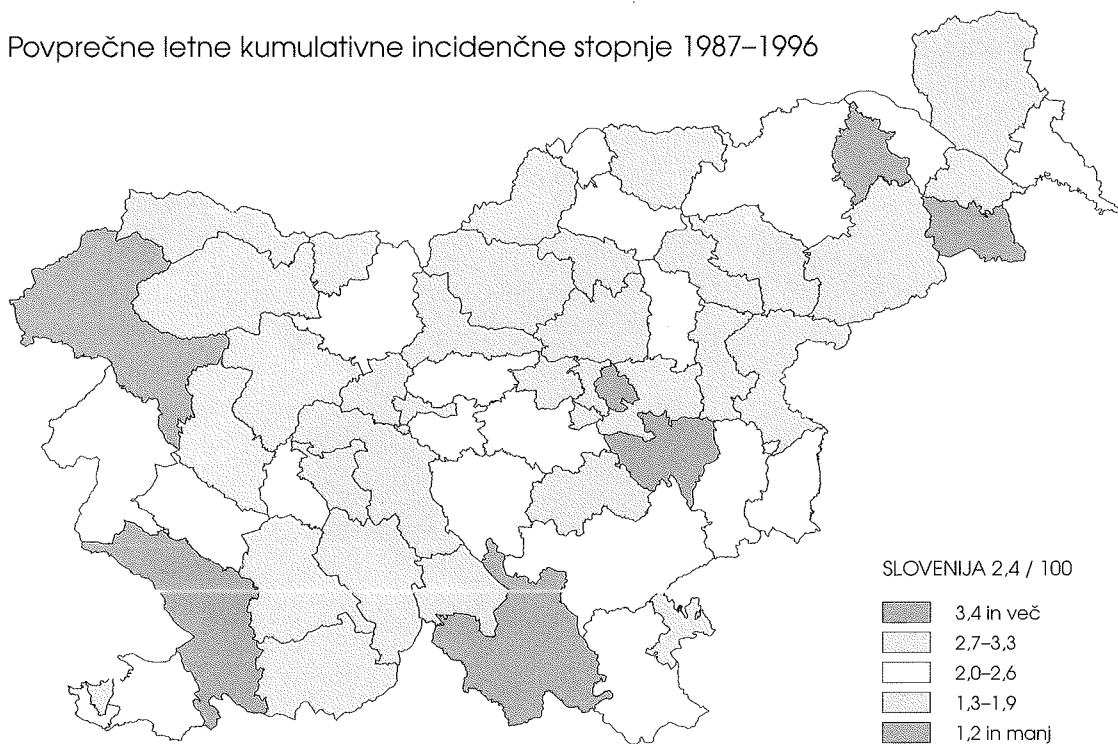 Povprečne letne kumulativne incidenčne stopnje 1987–1996
SLOVENIJA 2,4 / 100
3,4 in več
2,7–3,3
2,0–2,6
1,3–1,9
1,2 in manj